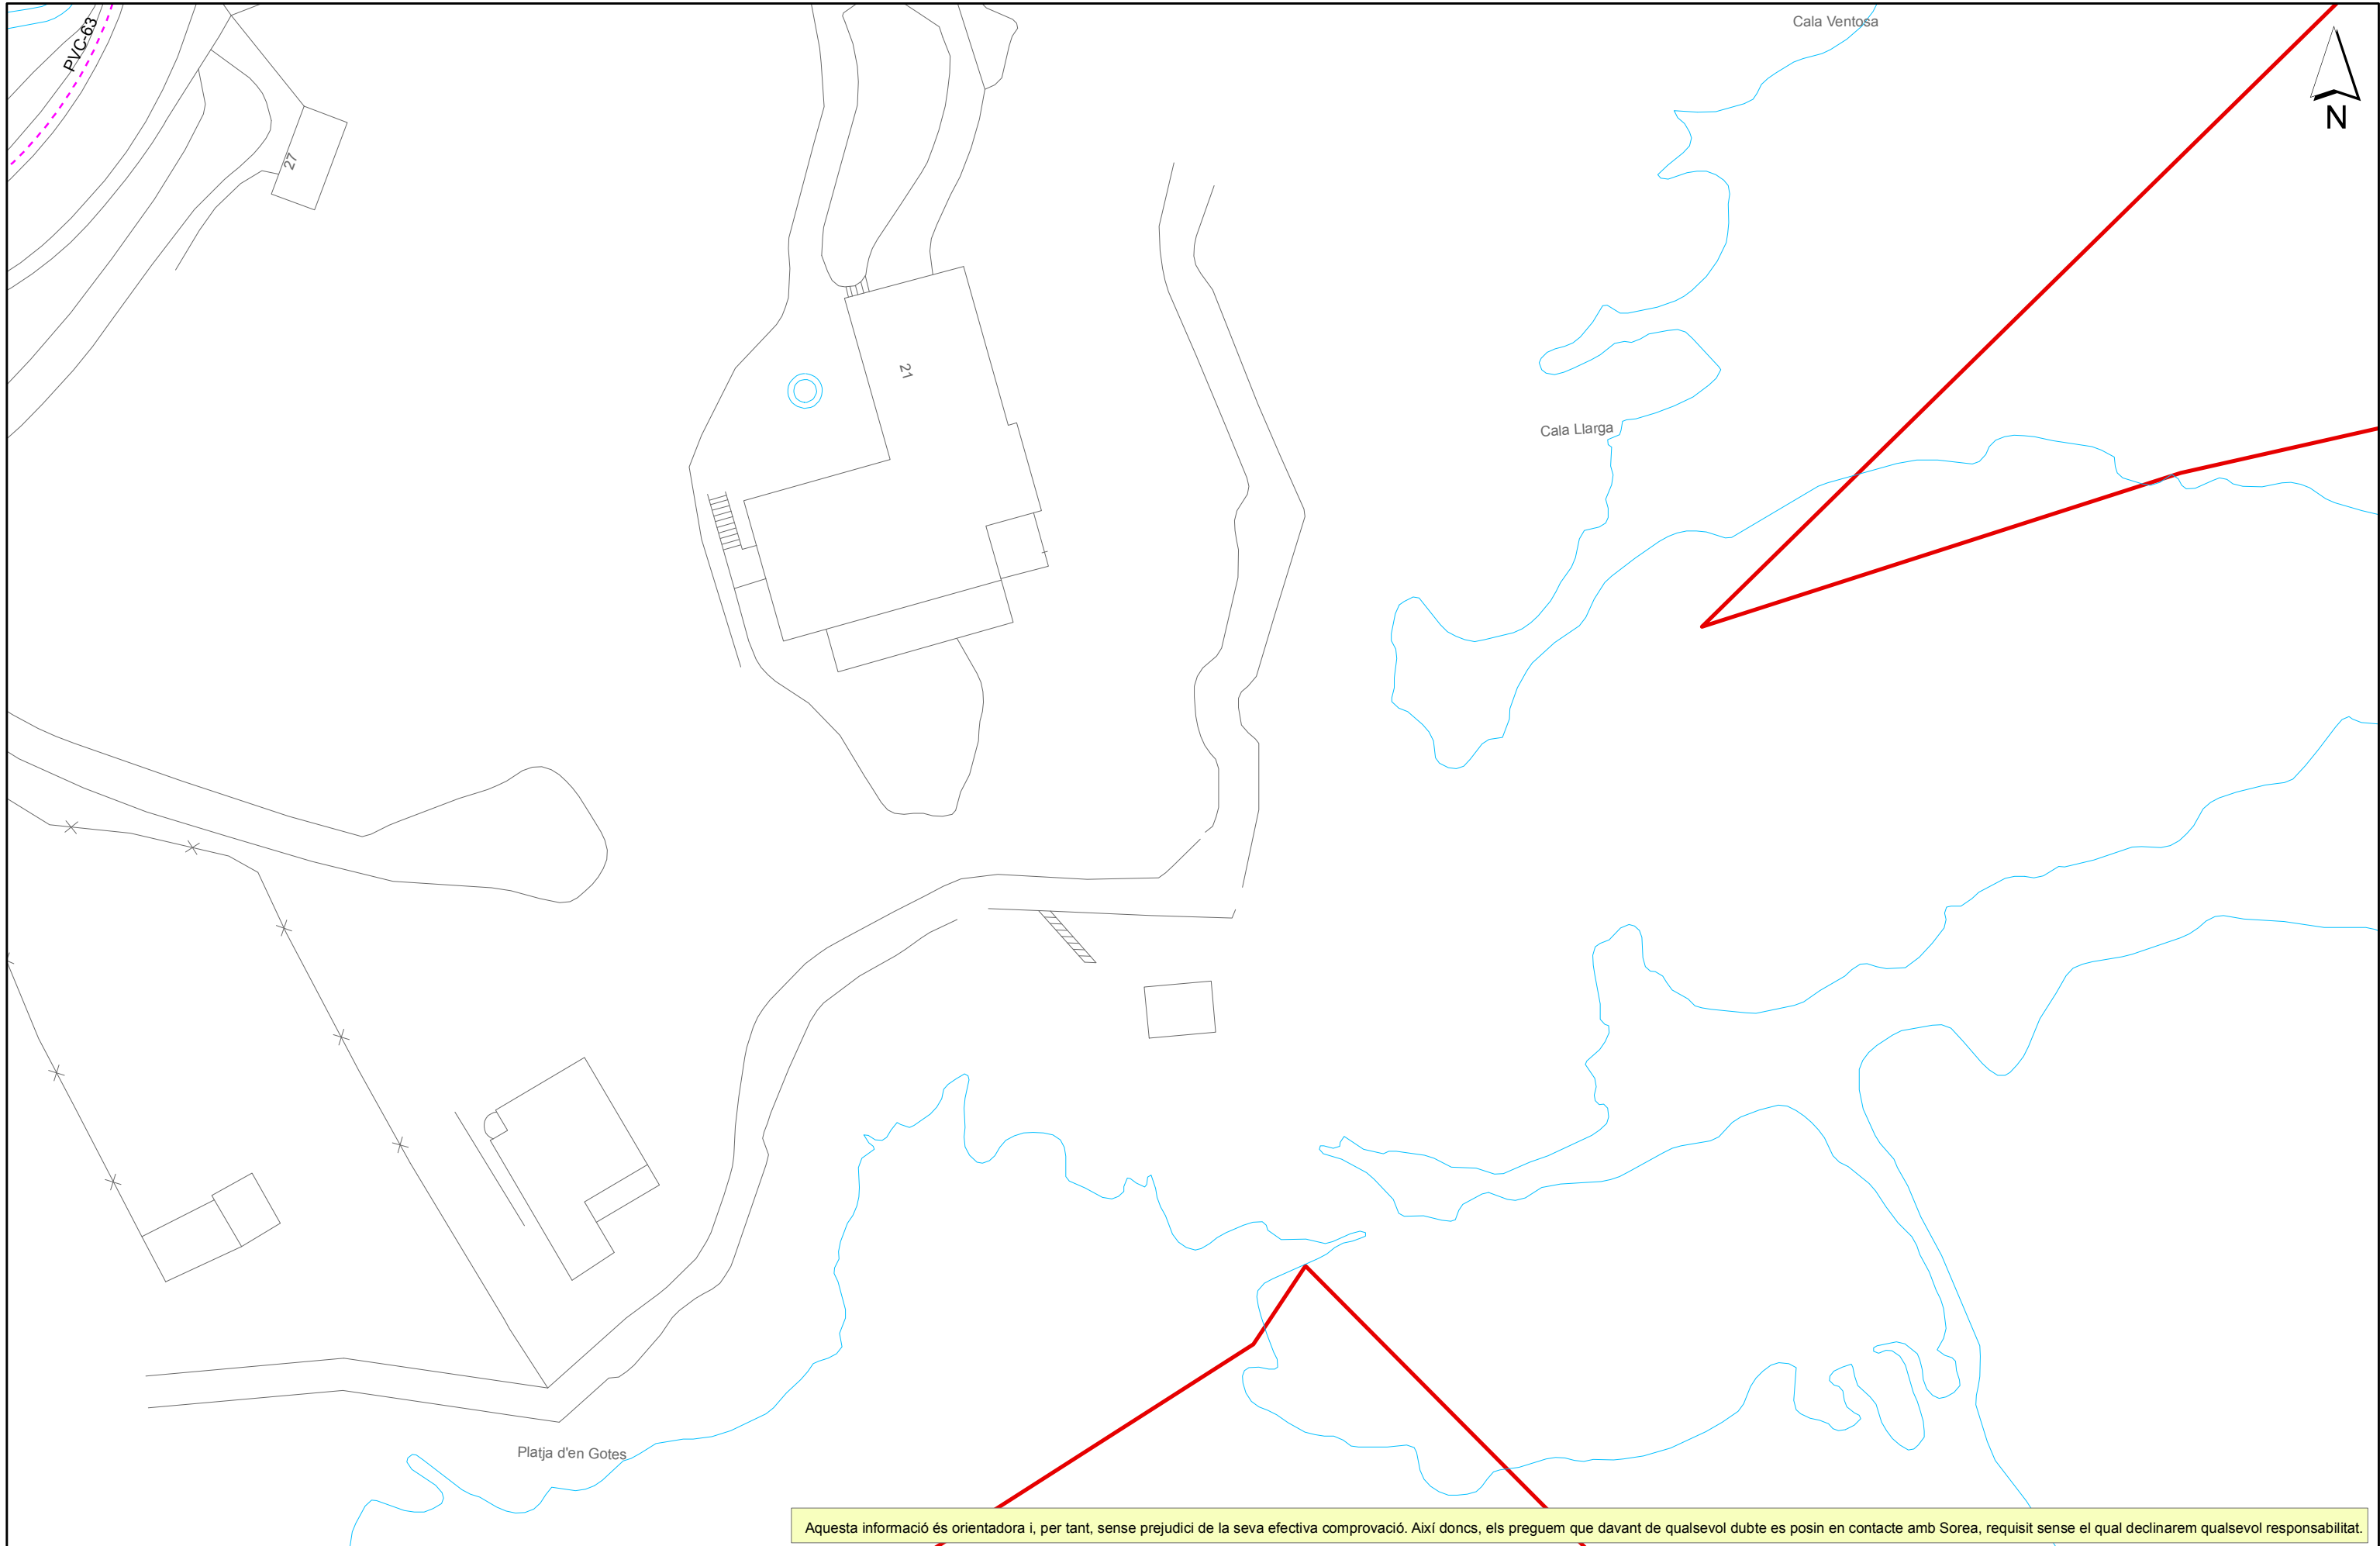 Cala Ventosa
PVC-63
N
27
21
Cala Llarga
Platja d'en Gotes
Aquesta informació és orientadora i, per tant, sense prejudici de la seva efectiva comprovació. Així doncs, els preguem que davant de qualsevol dubte es posin en contacte amb Sorea, requisit sense el qual declinarem qualsevol responsabilitat.